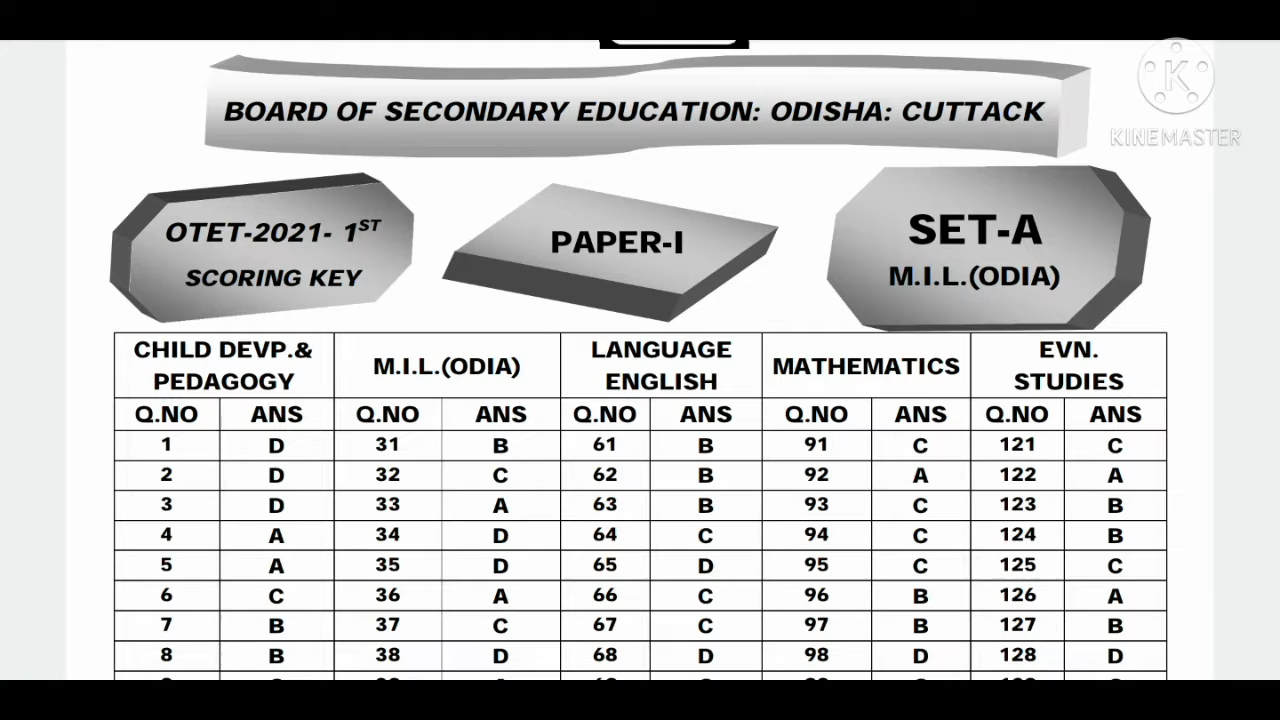 KINEMASTER
BOARD OF SECONDARY EDUCATION: ODISHA: CUTTACK
OTET-2021- 1ST
SCORING KEY
PAPER-I
SET-A
M.I.L.(ODIA)
CHILD DEVP.& PEDAGOGY M.I.L.(ODIA) LANGUAGE ENGLISH MATHEMATICS EVN. STUDIES
Q.NO ANS Q.NO ANS Q.NO ANS Q.NO ANS Q.NO ANS
1 D 31 B 61 B 91 C 121 C
2 D 32 C 62 B 92 A 122 A
3 D 33 A 63 B 93 C 123 B
4 A 34 D 64 C 94 C 124 B
5 A 35 D 65 D 95 C 125 C
6 C 36 A 66 C 96 B 126 A
7 B 37 C 67 C 97 B 127 B
8 B 38 D 68 D 98 D 128 D